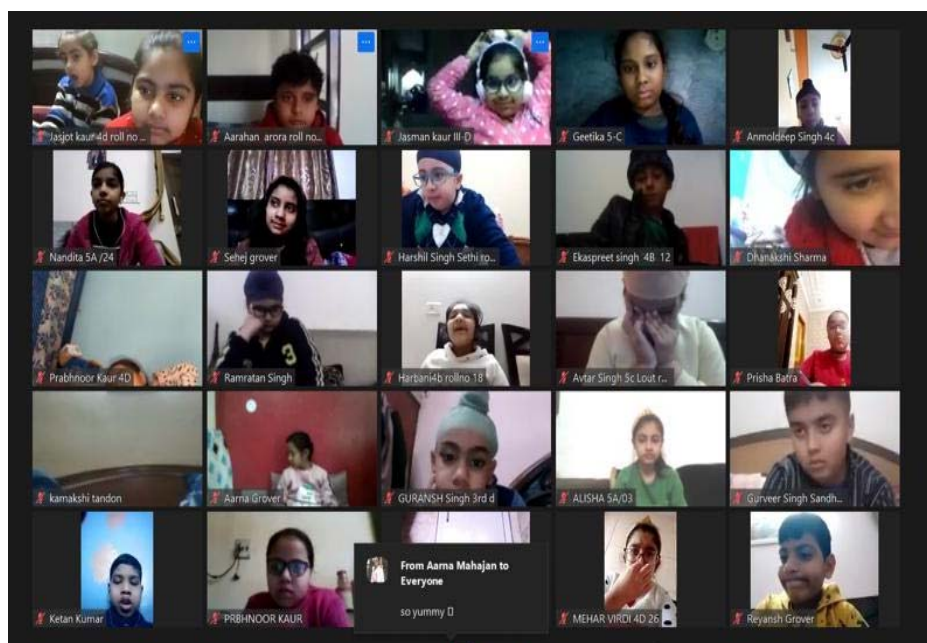 Jasjot kaur 4d roll no ...
Aarahan arora roll no...
Jasman kaur III-D
Geetika 5-C
Anmoldeep Singh 4c
Nandita 5A /24
Sehej grover
Harshil Singh Sethi ro...
Ekaspreet singh 4B 12
Dhanakshi Sharma
Prabhnoor Kaur 4D
Ramratan Singh
Harbani4b rollno 18
Avtar Singh 5c Lout r...
Prisha Batra
kamakshi tandon
Aarna Grover
GURANSH Singh 3rd d
ALISHA 5A/03
Gurveer Singh Sandh...
Ketan Kumar
PRBHNOOR KAUR
From Aarna Mahajan to
Everyone
so yummy
MEHAR VIRDI 4D 26
Reyansh Grover
3